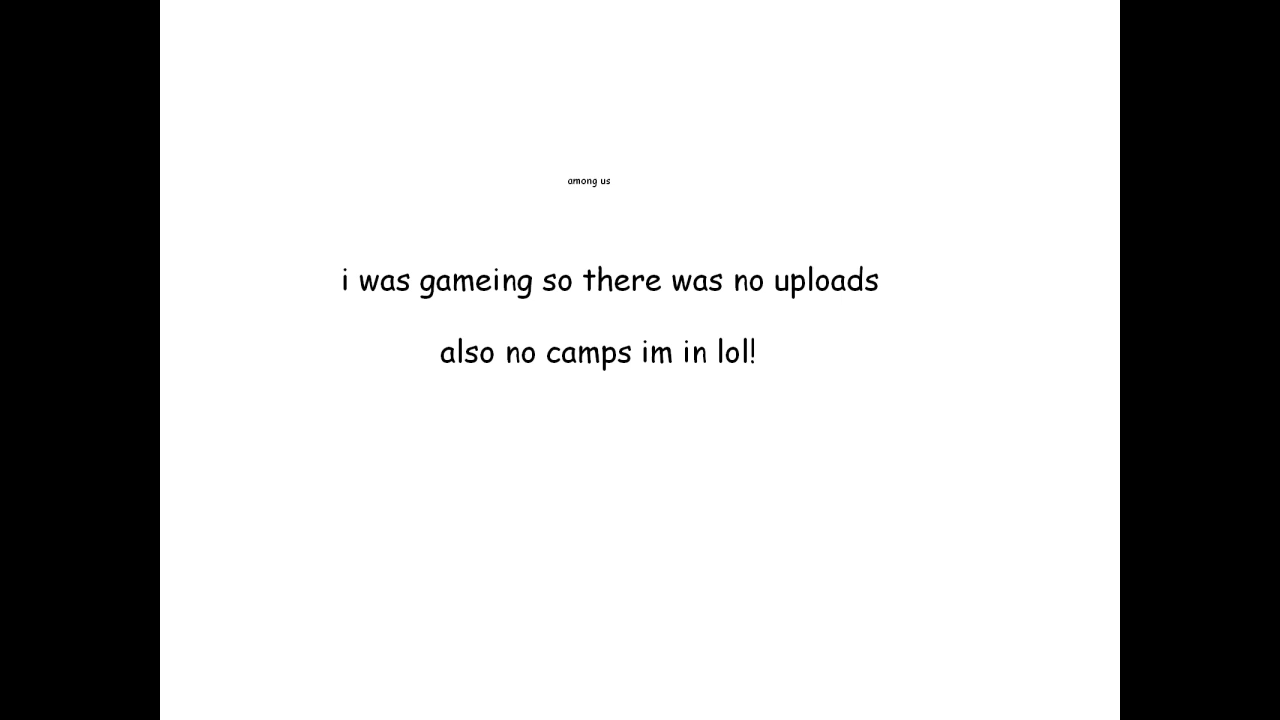 among us
i was gameing so there was no uploads
also no camps im in lol!